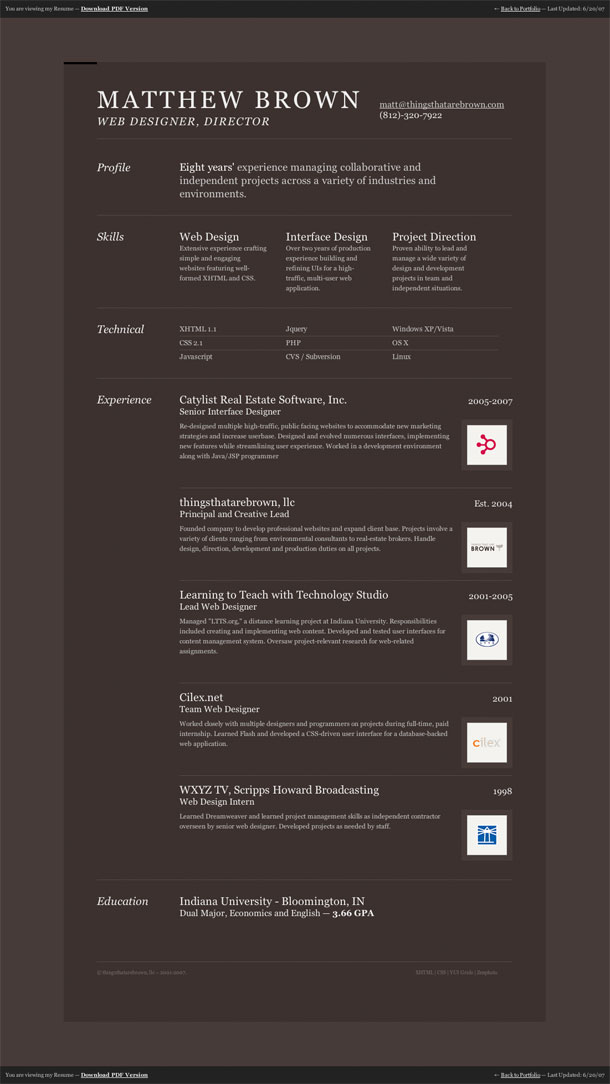 You are viewing my Resume — Download PDF Version
← Back to Portfolio — Last Updated: 6/20/07
MATTHEW BROWN
WEB DESIGNER, DIRECTOR
matt@thingsthatarebrown.com
(812)-320-7922
Profile
Eight years' experience managing collaborative and
independent projects across a variety of industries and
environments.
Skills
Web Design
Extensive experience crafting
simple and engaging
websites featuring well-
formed XHTML and CSS.
Interface Design
Over two years of production
experience building and
refining UIs for a high-
traffic, multi-user web
application.
Project Direction
Proven ability to lead and
manage a wide variety of
design and development
projects in team and
independent situations.
Technical
XHTML 1.1
Jquery
Windows XP/Vista
CSS 2.1
PHP
OS X
Javascript
CVS / Subversion
Linux
Experience
Catylist Real Estate Software, Inc.
2005-2007
Senior Interface Designer
Re-designed multiple high-traffic, public facing websites to accommodate new marketing
strategies and increase userbase. Designed and evolved numerous interfaces, implementing
new features while streamlining user experience. Worked in a development environment
along with Java/JSP programmer
thingsthatarebrown, llc
Est. 2004
Principal and Creative Lead
Founded company to develop professional websites and expand client base. Projects involve a
variety of clients ranging from environmental consultants to real-estate brokers. Handle
design, direction, development and production duties on all projects.
BROWN
Learning to Teach with Technology Studio
2001-2005
Lead Web Designer
Managed "LTTS.org," a distance learning project at Indiana University. Responsibilities
included creating and implementing web content. Developed and tested user interfaces for
content management system. Oversaw project-relevant research for web-related
assignments.
Cilex.net
2001
Team Web Designer
Worked closely with multiple designers and programmers on projects during full-time, paid
internship. Learned Flash and developed a CSS-driven user interface for a database-backed
web application.
cilex
WXYZ TV, Scripps Howard Broadcasting
1998
Web Design Intern
Learned Dreamweaver and learned project management skills as independent contractor
overseen by senior web designer. Developed projects as needed by staff.
Education
Indiana University - Bloomington, IN
Dual Major, Economics and English — 3.66 GPA
© thingsthatarebrown, llc
XHTML | CSS | YUI Grids |
You are viewing my Resume — Download PDF Version
← Back to Portfolio — Last Updated: 6/20/07